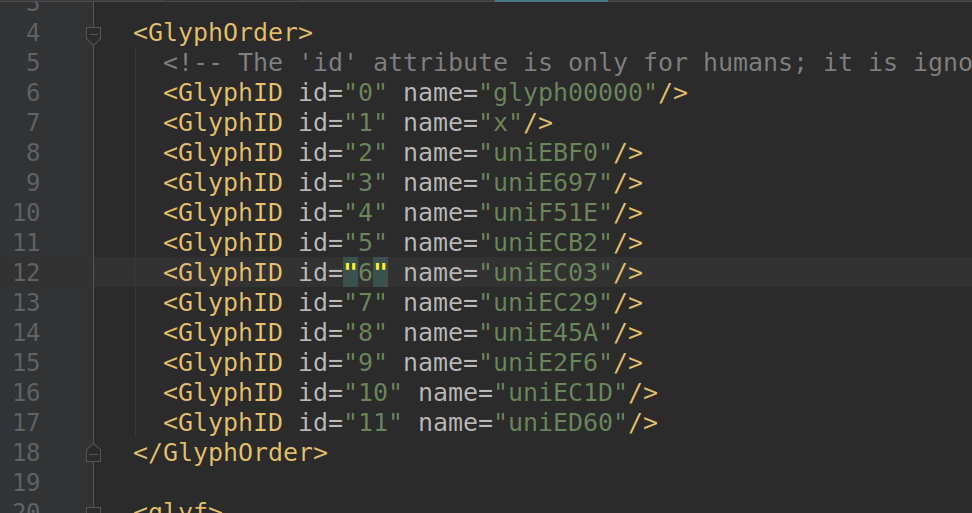 3
4 <GlyphOrder>
5 <!-- The 'id' attribute is only for humans; it is igno
6 <GlyphID id="0" name="glyph00000"/>
7 <GlyphID id="1" name="x"/>
8 <GlyphID id="2" name="uniEBF0"/>
9 <GlyphID id="3" name="uniE697"/>
10 <GlyphID id="4" name="uniF51E"/>
11 <GlyphID id="5" name="uniECB2"/>
12 <GlyphID id="6" name="uniEC03"/>
13 <GlyphID id="7" name="uniEC29"/>
14 <GlyphID id="8" name="uniE45A"/>
15 <GlyphID id="9" name="uniE2F6"/>
16 <GlyphID id="10" name="uniEC1D"/>
17 <GlyphID id="11" name="uniED60"/>
18 </GlyphOrder>
19
20 <glyf>